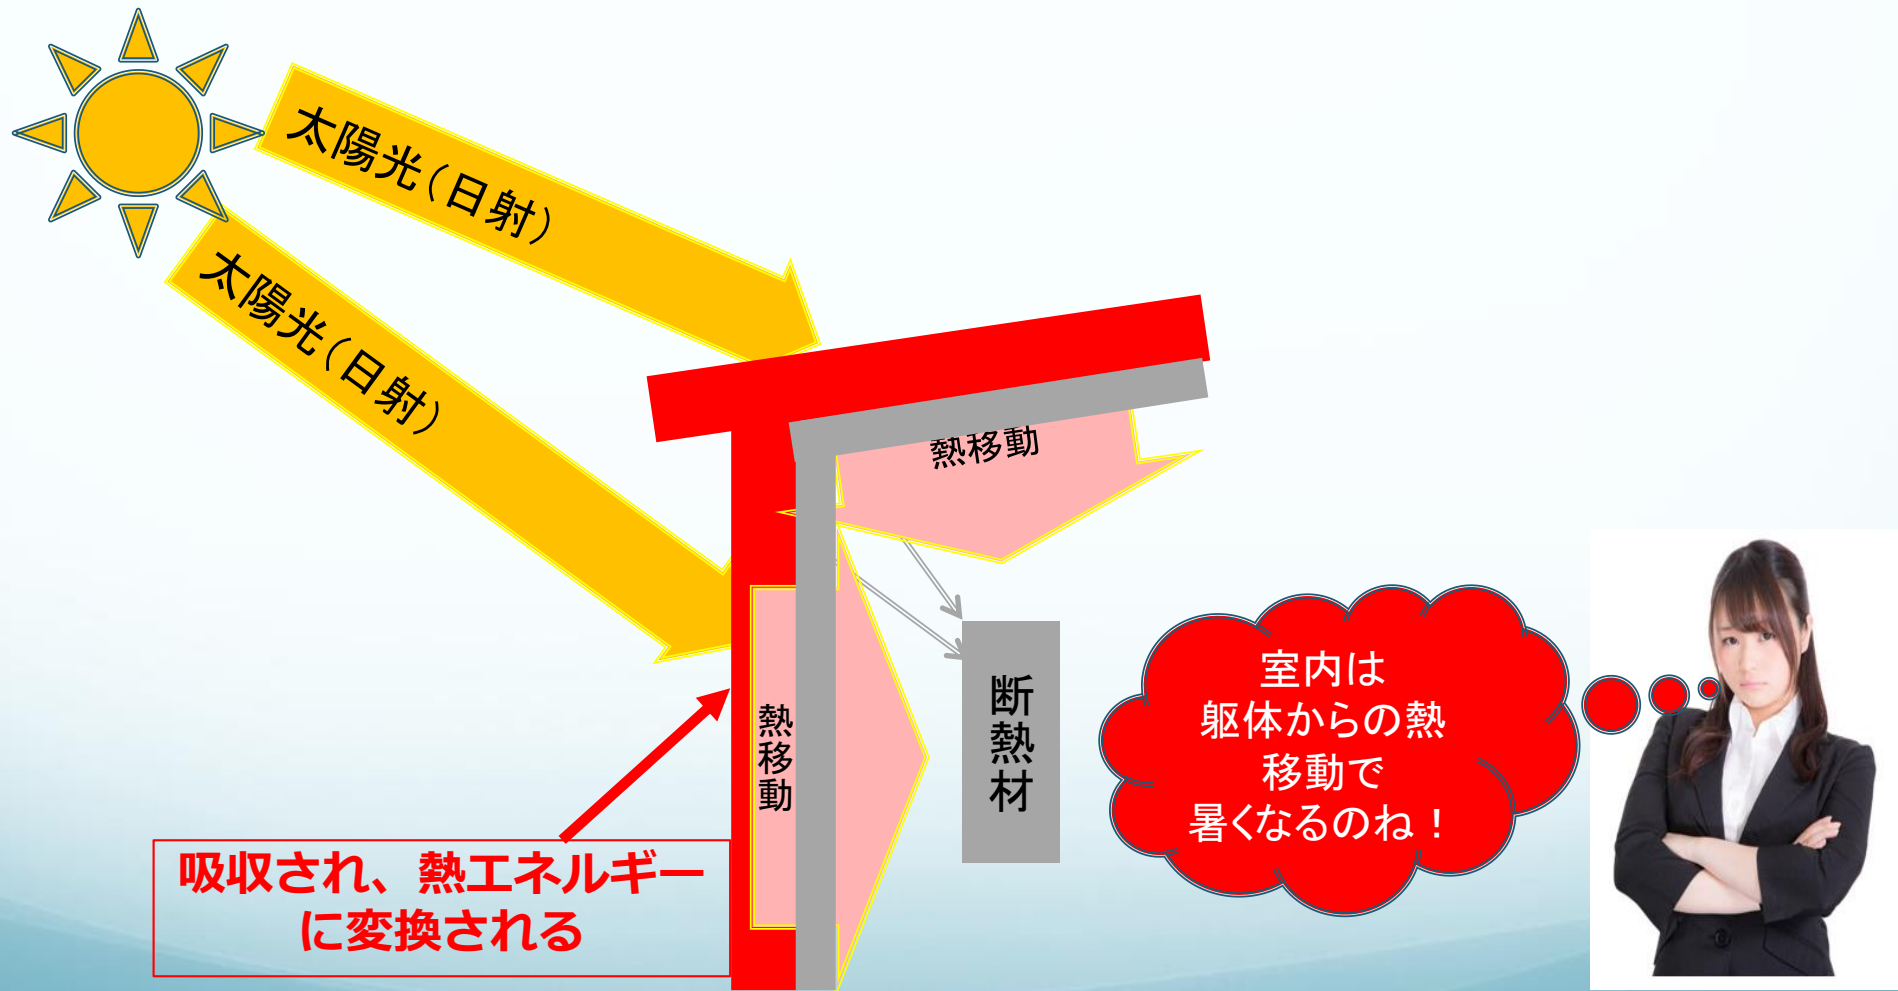 太陽光(日射)
太陽光(日射)
熱移動
熱移動
断熱材
室内は
躯体からの熱
移動で
暑くなるのね！
吸収され、熱エネルギー
に変換される